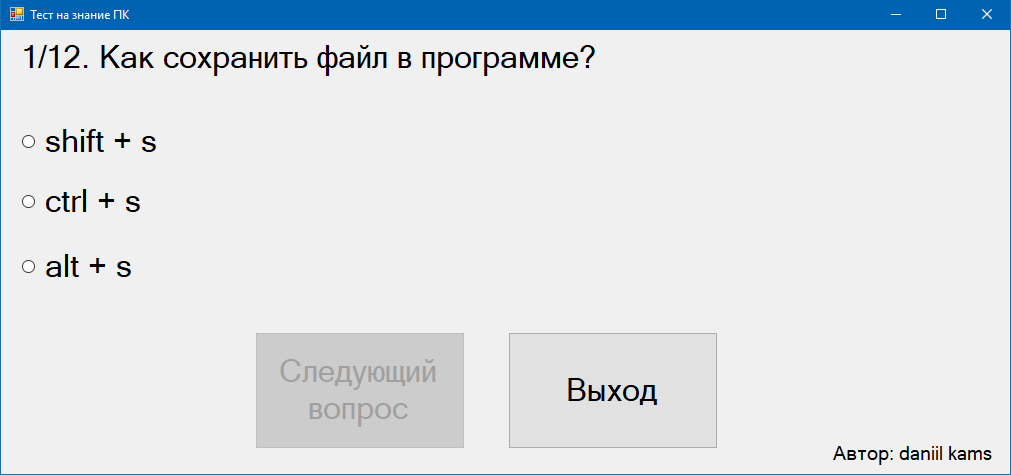 Тест на знание ПК
1/12. Как сохранить файл в программе?
shift + s
ctrl + s
alt + s
Следующий
вопрос
Выход
Автор: daniil kams